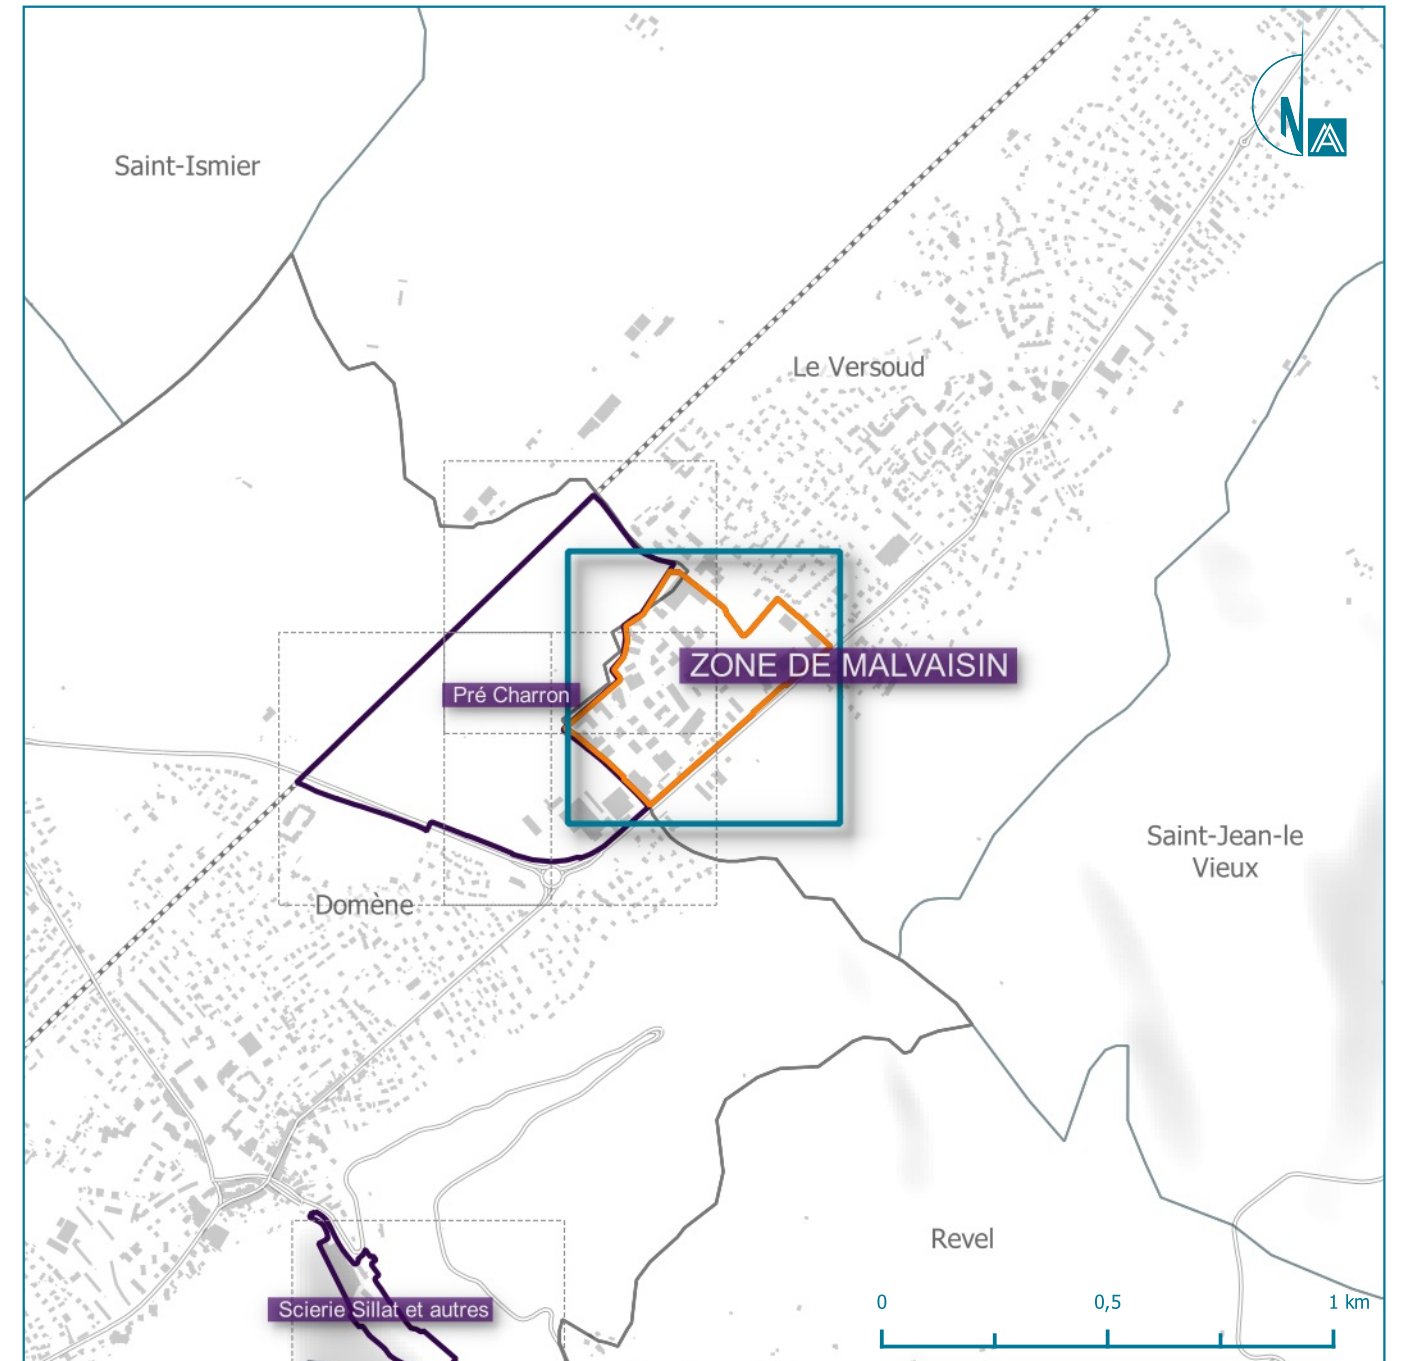 N
Saint-Ismier
Le Versoud
ZONE DE MALVAISIN
Pré Charron
Saint-Jean-le
Vieux
Domène
Revel
Scierie Sillat et autres
0 0,5 1 km